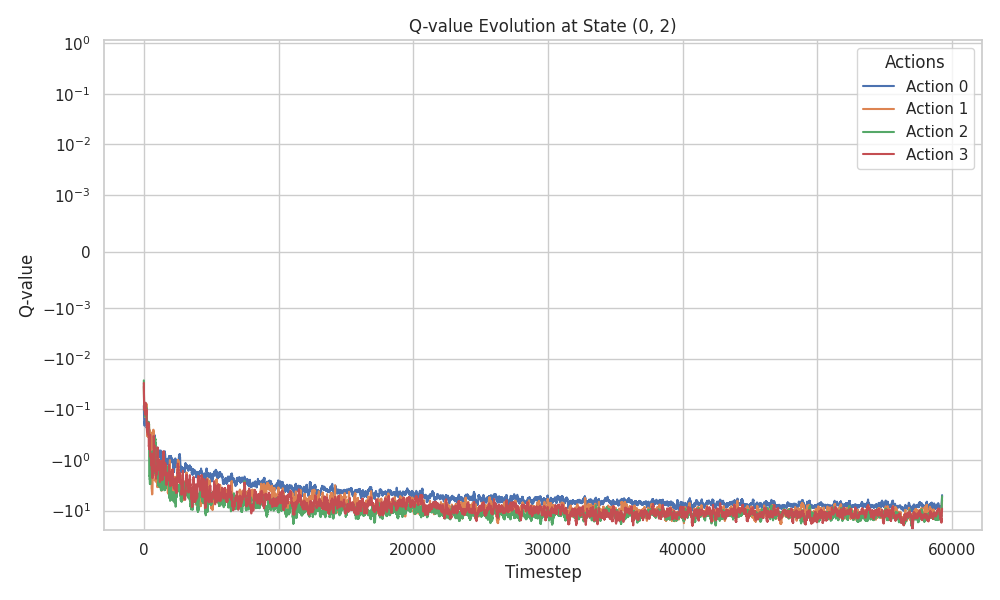 Q-value Evolution at State (0, 2)
Actions
Action 0
Action 1
Action 2
Action 3
Q-value
10⁰
10⁻¹
10⁻²
10⁻³
0
−10⁻³
−10⁻²
−10⁻¹
−10⁰
−10¹
0
10000
20000
30000
40000
50000
60000
Timestep